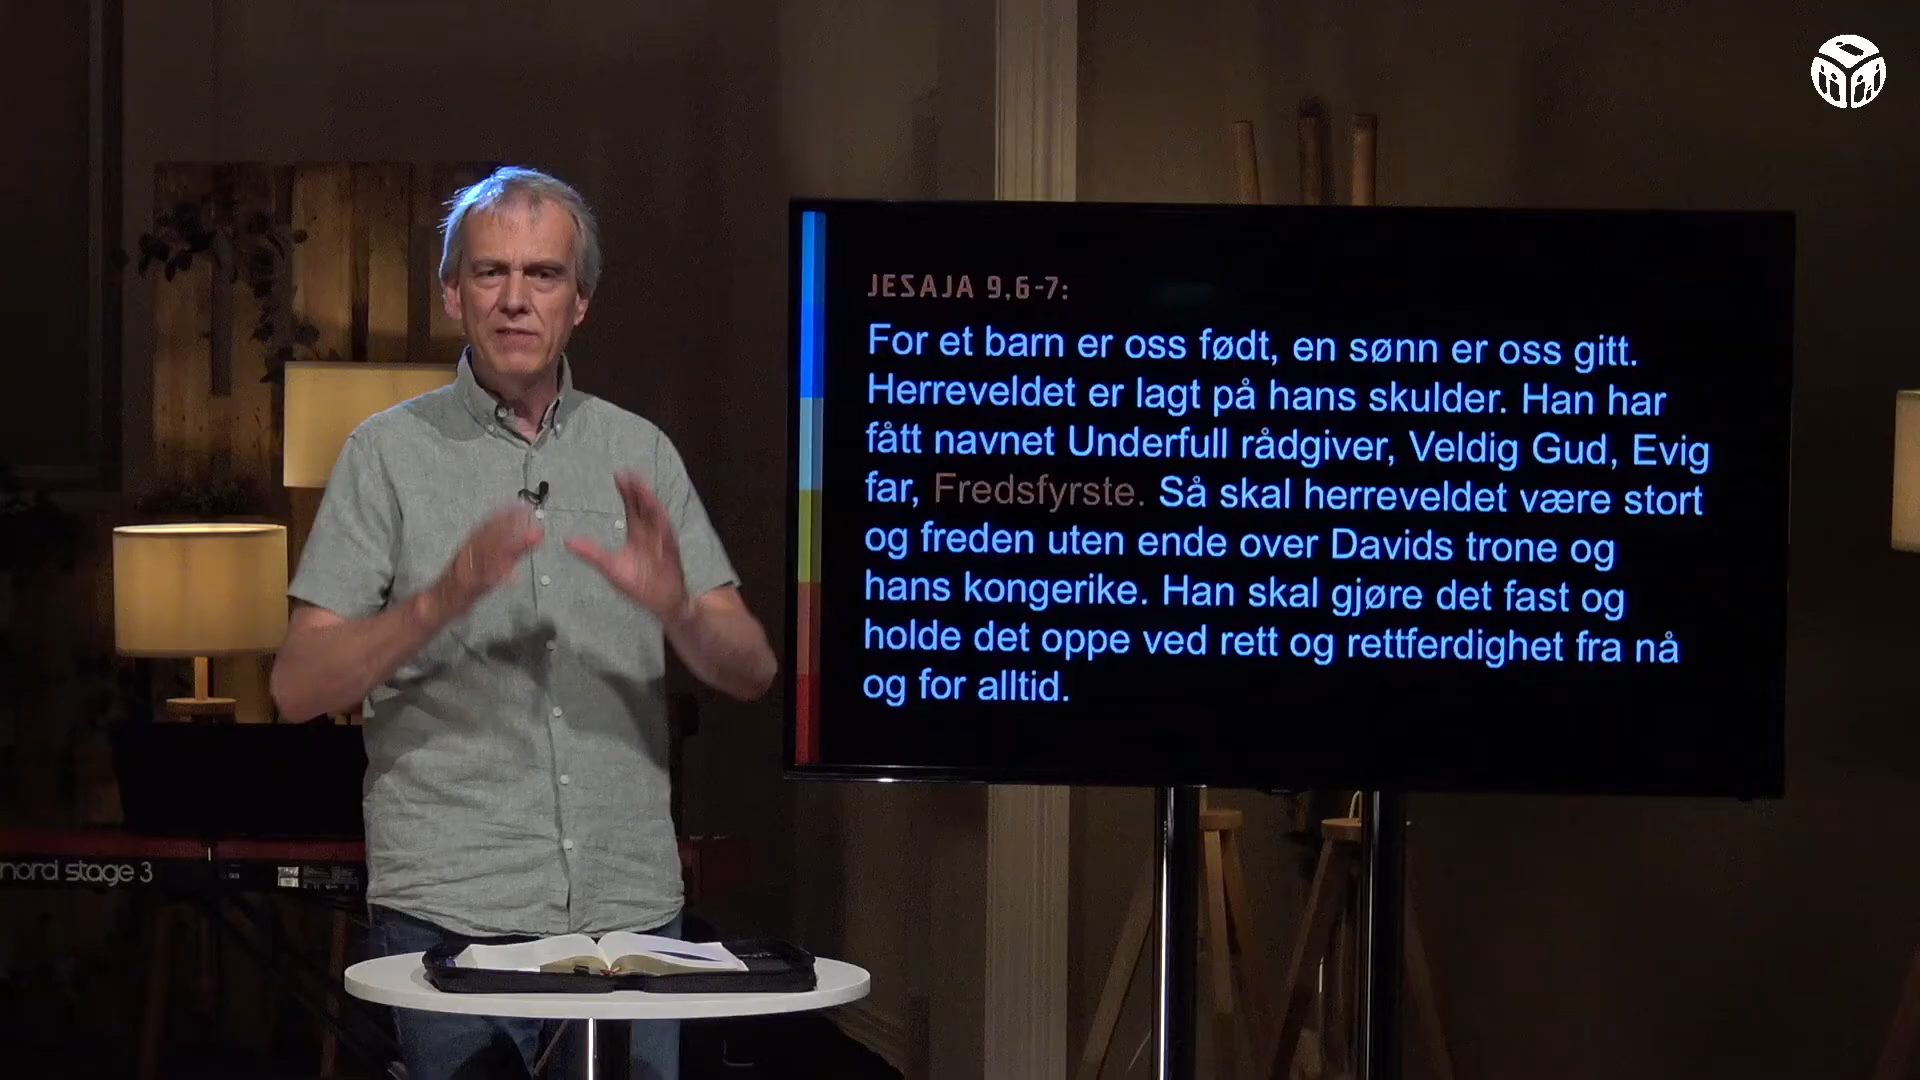 JESAJA 9,6-7:
For et barn er oss født, en sønn er oss gitt.
Herreveldet er lagt på hans skulder. Han har
fått navnet Underfull rådgiver, Veldig Gud, Evig
far, Fredsfyrste. Så skal herreveldet være stort
og freden uten ende over Davids trone og
hans kongerike. Han skal gjøre det fast og
holde det oppe ved rett og rettferdighet fra nå
og for alltid.
nord stage 3